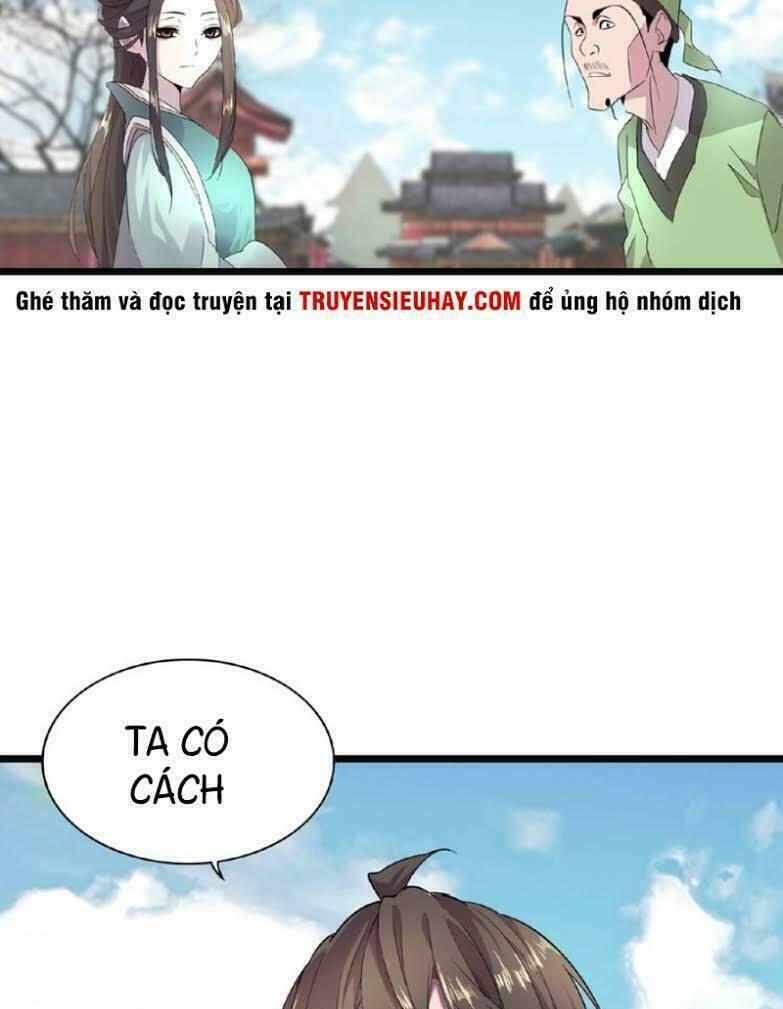 Ghé thăm và đọc truyện tại TRUYENSIEUHAY.COM để ủng hộ nhóm dịch
TA CÓ
CÁCH